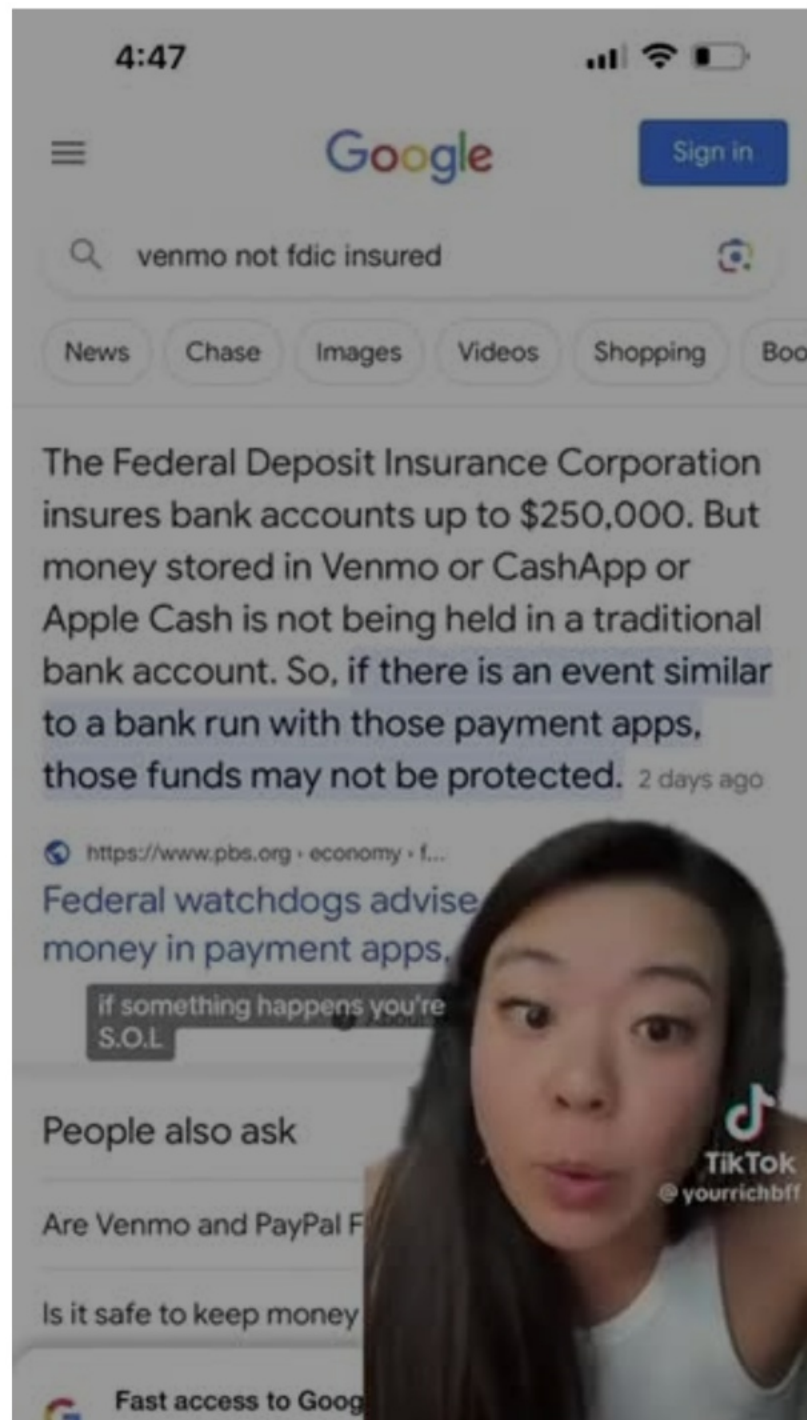 4:47
Google
Sign in
venmo not fdic insured
News
Chase
Images
Videos
Shopping
Boo
The Federal Deposit Insurance Corporation
insures bank accounts up to $250,000. But
money stored in Venmo or CashApp or
Apple Cash is not being held in a traditional
bank account. So, if there is an event similar
to a bank run with those payment apps,
those funds may not be protected. 2 days ago
https://www.pbs.org › economy › f...
Federal watchdogs advise
money in payment apps,
if something happens you're
S.O.L
People also ask
Are Venmo and PayPal F
Is it safe to keep money
Fast access to Goog
TikTok
@yourrichbff